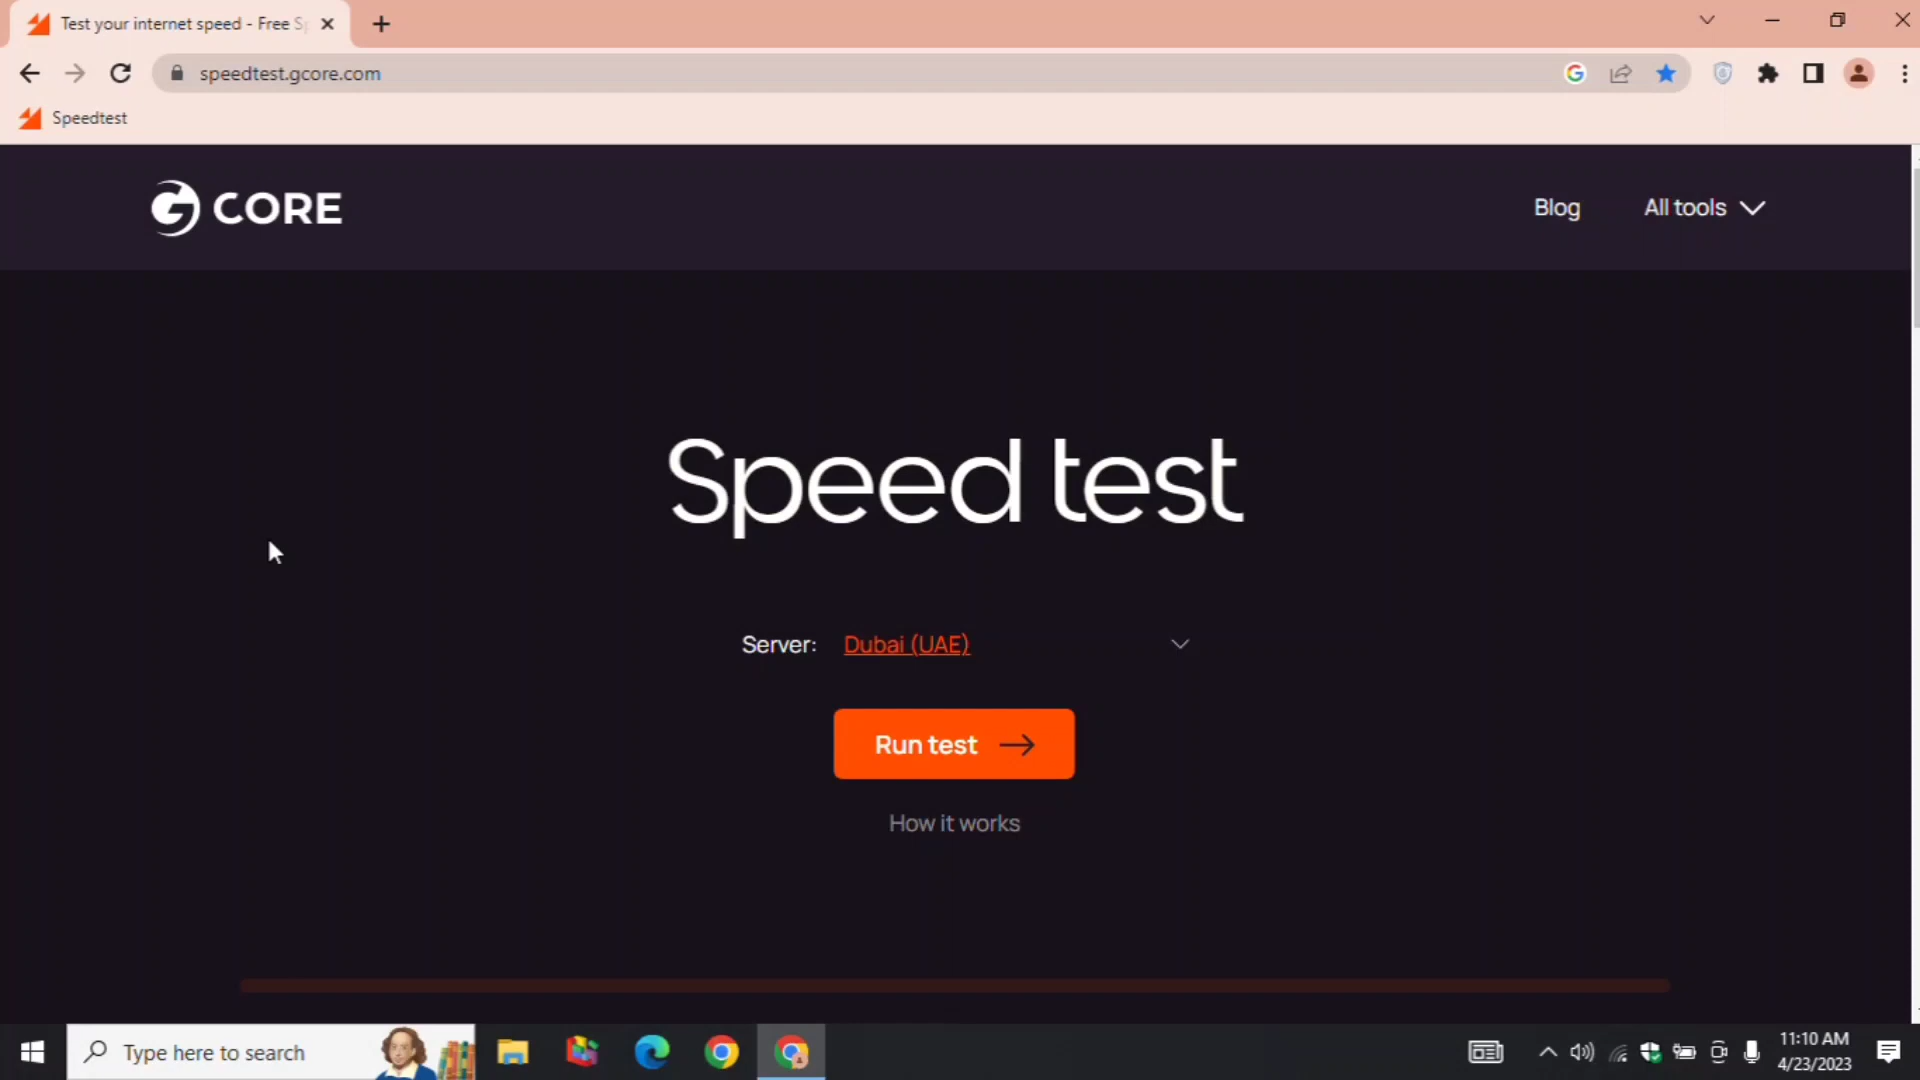 Test your internet speed - Free S
speedtest.gcore.com
Speedtest
G CORE
Blog
All tools
Speed test
Server: Dubai (UAE)
Run test
How it works
Type here to search
11:10 AM
4/23/2023